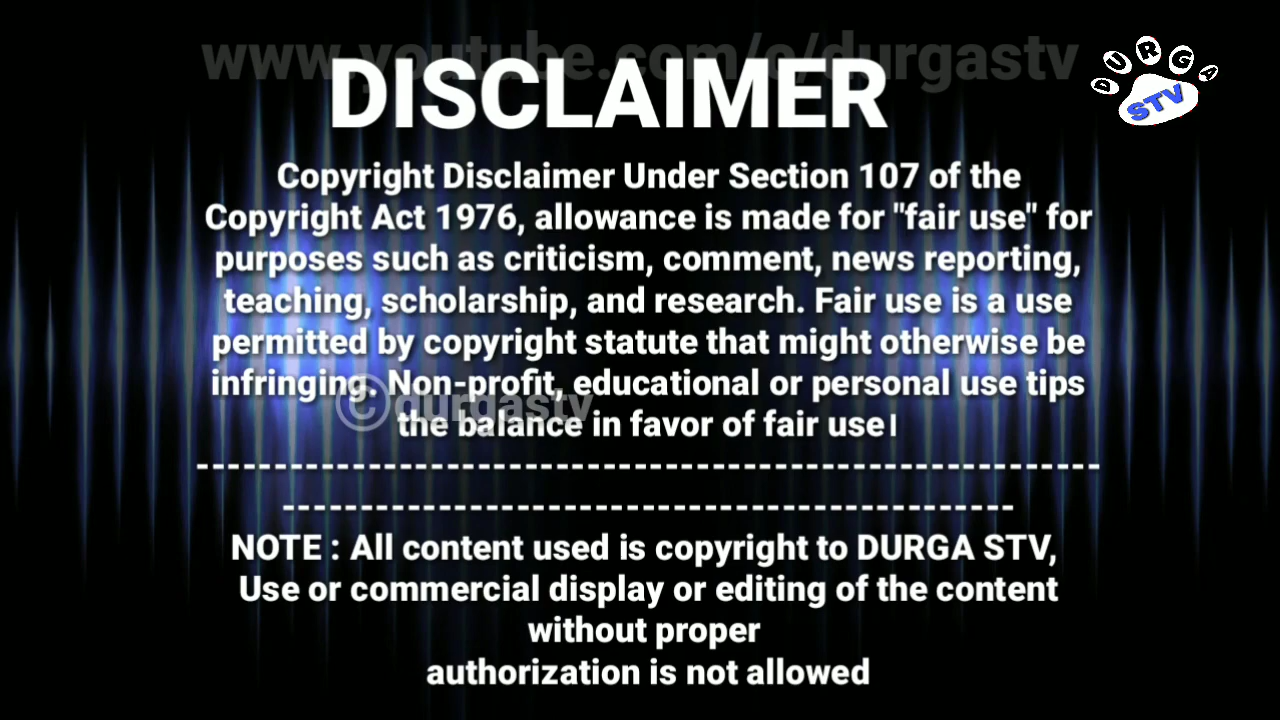 www.youtube.com/c/durgastv
DURGA
STV
DISCLAIMER
Copyright Disclaimer Under Section 107 of the
Copyright Act 1976, allowance is made for "fair use" for
purposes such as criticism, comment, news reporting,
teaching, scholarship, and research. Fair use is a use
permitted by copyright statute that might otherwise be
infringing. Non-profit, educational or personal use tips
©durgastv
the balance in favor of fair use।
----------------------------------------------------------
-----------------------------------------------
NOTE : All content used is copyright to DURGA STV,
Use or commercial display or editing of the content
without proper
authorization is not allowed